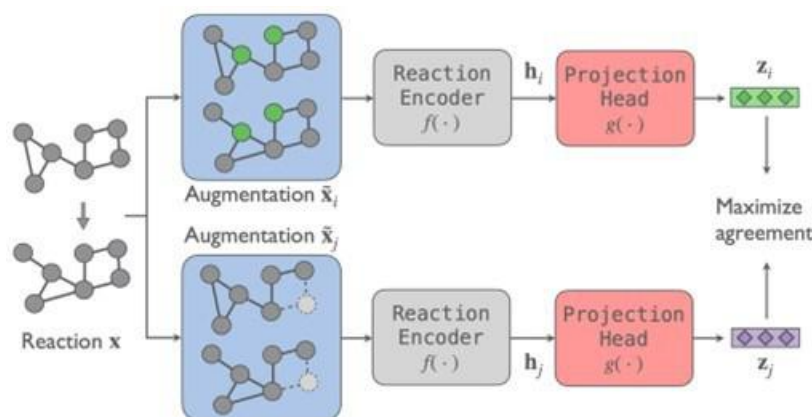 Reaction x
Augmentation x̃ᵢ
Augmentation x̃ⱼ
Reaction
Encoder
f(·)
hᵢ
Projection
Head
g(·)
zᵢ
Maximize
agreement
Reaction
Encoder
f(·)
hⱼ
Projection
Head
g(·)
zⱼ